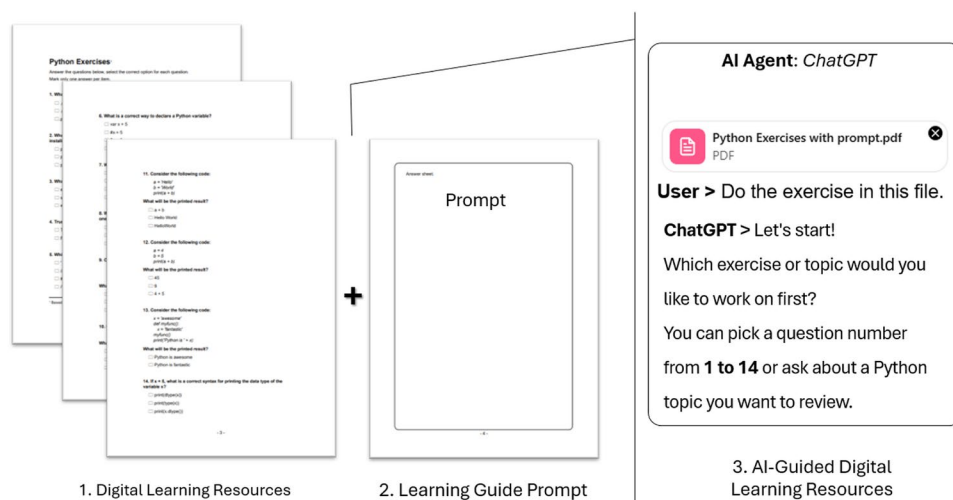 Python Exercises
Answer the questions below, select the correct option for each question.
Mark only one answer per item.
6. What is a correct way to declare a Python variable?
var x = 5
#x = 5
11. Consider the following code:
a = 'Hello'
b = 'World'
print(a + b)
What will be the printed result?
a + b
Hello World
HelloWorld
12. Consider the following code:
a = 4
b = 5
print(a + b)
What will be the printed result?
45
9
4 + 5
13. Consider the following code:
x = 'awesome'
def myfunc():
x = 'fantastic'
myfunc()
print('Python is ' + x)
What will be the printed result?
Python is awesome
Python is fantastic
14. If x = 5, what is a correct syntax for printing the data type of the
variable x?
print(dtype(x))
print(type(x))
print(x.dtype())
- 3 -
+
Answer sheet:
Prompt
- 4 -
AI Agent: ChatGPT
Python Exercises with prompt.pdf
PDF
User > Do the exercise in this file.
ChatGPT > Let's start!
Which exercise or topic would you
like to work on first?
You can pick a question number
from 1 to 14 or ask about a Python
topic you want to review.
1. Digital Learning Resources
2. Learning Guide Prompt
3. AI-Guided Digital
Learning Resources